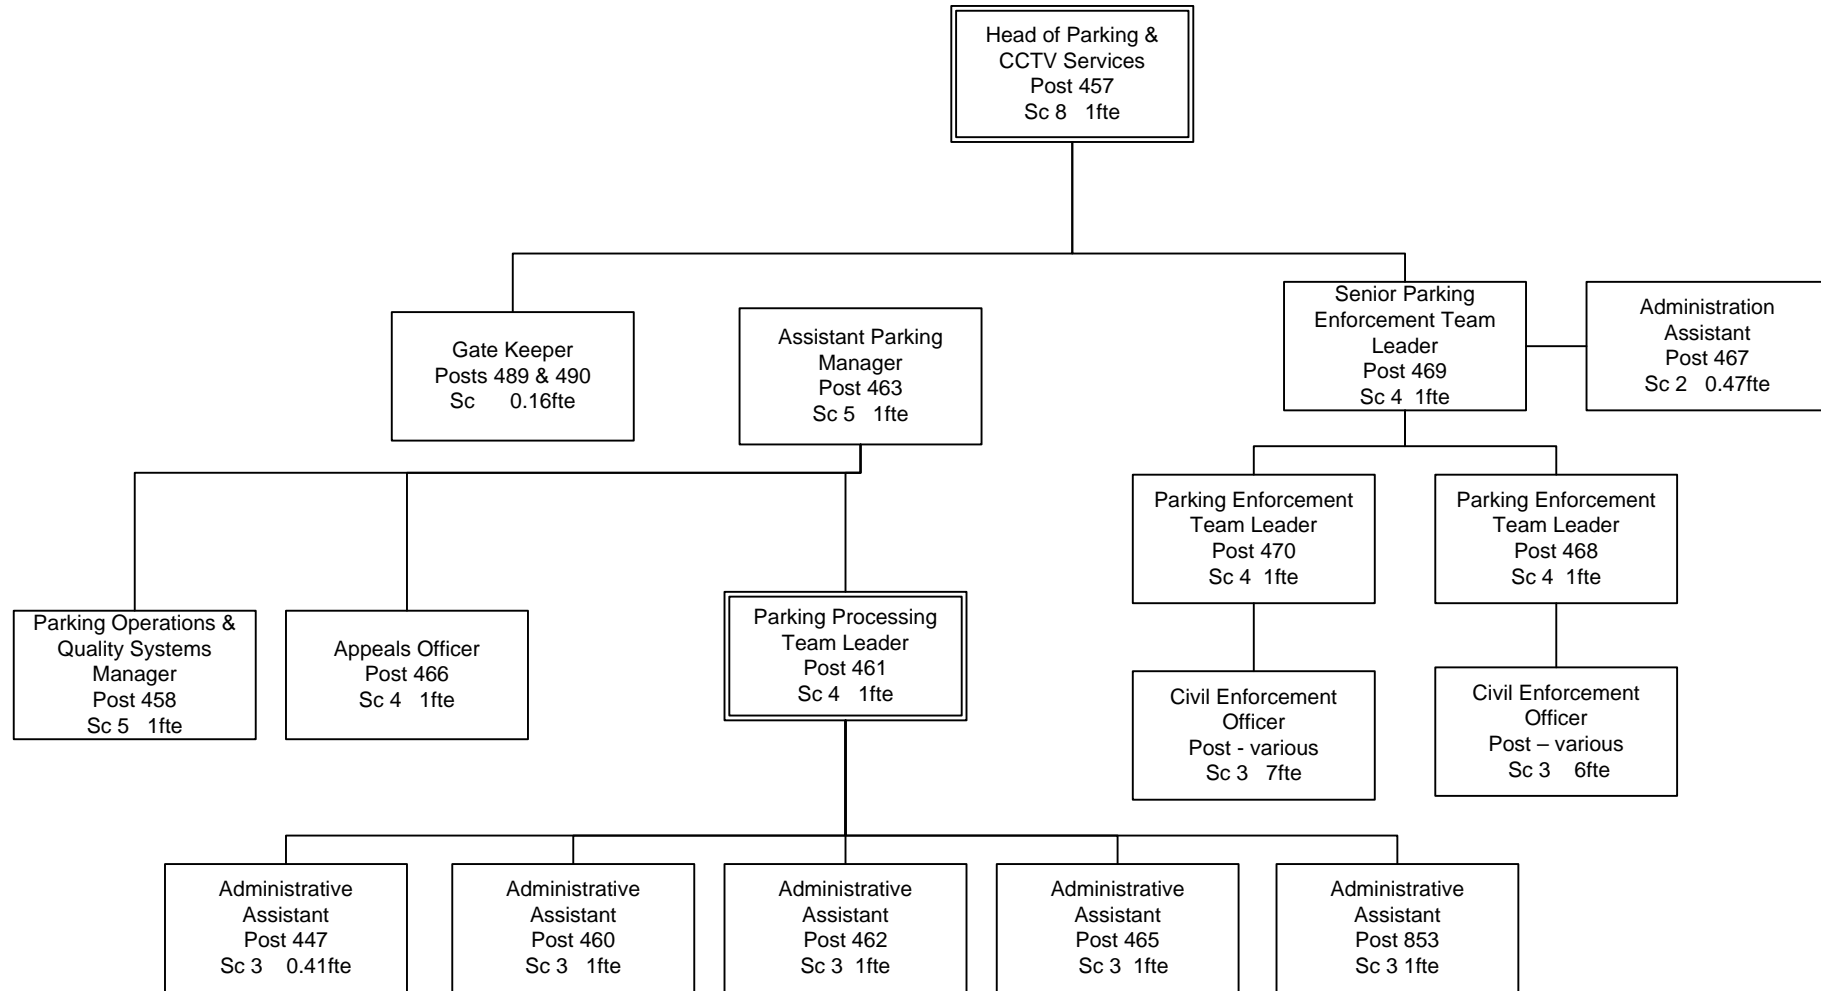 Head of Parking &
CCTV Services
Post 457
Sc 8 1fte
Gate Keeper
Posts 489 & 490
Sc 0.16fte
Assistant Parking
Manager
Post 463
Sc 5 1fte
Senior Parking
Enforcement Team
Leader
Post 469
Sc 4 1fte
Administration
Assistant
Post 467
Sc 2 0.47fte
Parking Enforcement
Team Leader
Post 470
Sc 4 1fte
Parking Enforcement
Team Leader
Post 468
Sc 4 1fte
Parking Operations &
Quality Systems
Manager
Post 458
Sc 5 1fte
Appeals Officer
Post 466
Sc 4 1fte
Parking Processing
Team Leader
Post 461
Sc 4 1fte
Civil Enforcement
Officer
Post - various
Sc 3 7fte
Civil Enforcement
Officer
Post – various
Sc 3 6fte
Administrative
Assistant
Post 447
Sc 3 0.41fte
Administrative
Assistant
Post 460
Sc 3 1fte
Administrative
Assistant
Post 462
Sc 3 1fte
Administrative
Assistant
Post 465
Sc 3 1fte
Administrative
Assistant
Post 853
Sc 3 1fte